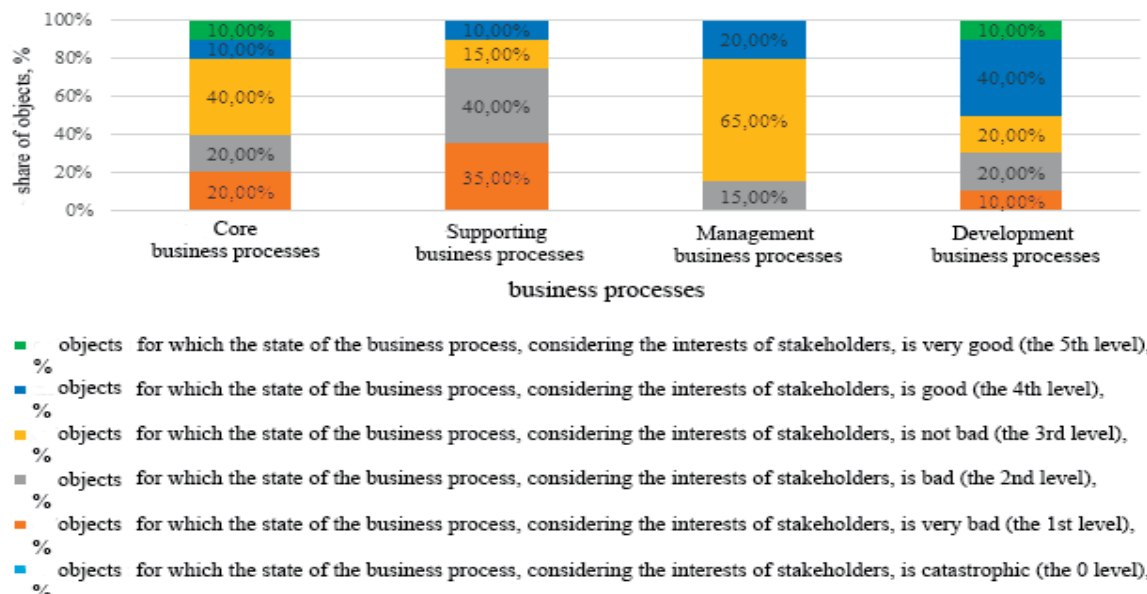 100%
80%
60%
40%
20%
0%
share of objects, %
10,00%
10,00%
40,00%
20,00%
20,00%
10,00%
15,00%
40,00%
35,00%
20,00%
65,00%
15,00%
10,00%
40,00%
20,00%
20,00%
10,00%
Core
business processes
Supporting
business processes
Management
business processes
Development
business processes
business processes
objects for which the state of the business process, considering the interests of stakeholders, is very good (the 5th level),
%
objects for which the state of the business process, considering the interests of stakeholders, is good (the 4th level),
%
objects for which the state of the business process, considering the interests of stakeholders, is not bad (the 3rd level),
%
objects for which the state of the business process, considering the interests of stakeholders, is bad (the 2nd level),
%
objects for which the state of the business process, considering the interests of stakeholders, is very bad (the 1st level),
%
objects for which the state of the business process, considering the interests of stakeholders, is catastrophic (the 0 level),
%